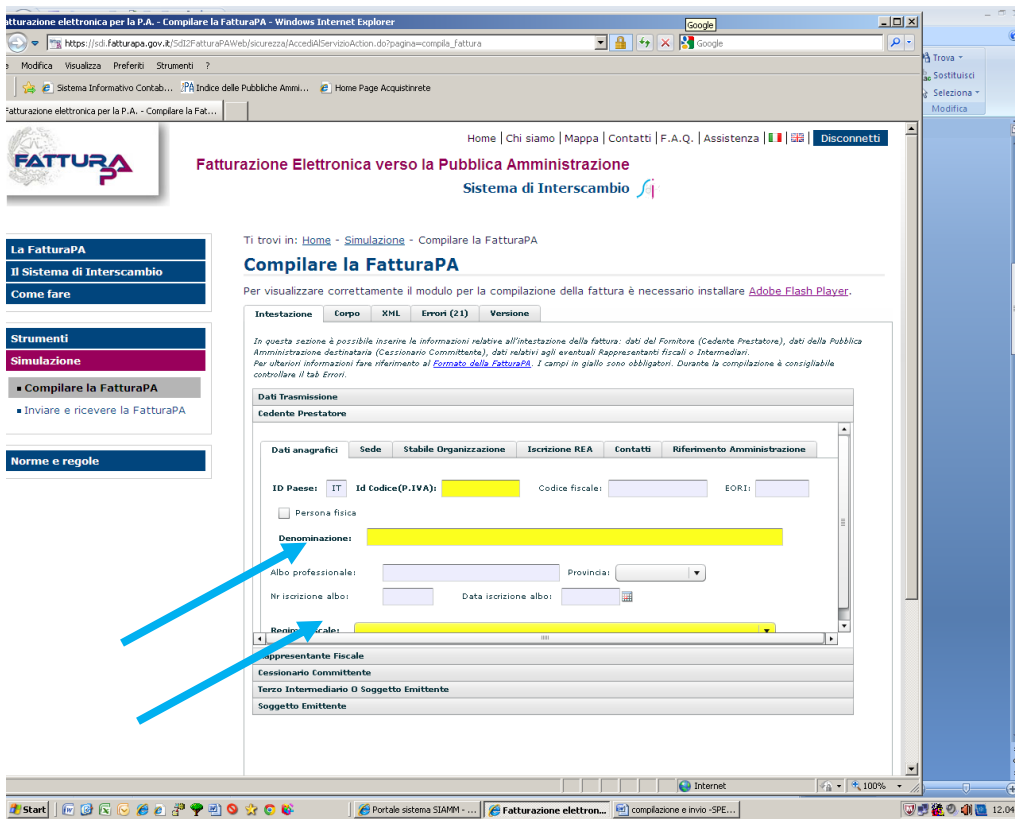 atturazione elettronica per la P.A. - Compilare la FatturaPA - Windows Internet Explorer
Google
https://sdi.fatturapa.gov.it/SdI2FatturaPAWeb/sicurezza/AccediAlServizioAction.do?pagina=compila_fattura
Google
Modifica Visualizza Preferiti Strumenti ?
Trova
Sostituisci
Seleziona
Modifica
Sistema Informativo Contab... Indice delle Pubbliche Ammi... Home Page Acquistinrete
Fatturazione elettronica per la P.A. - Compilare la Fat...
Home | Chi siamo | Mappa | Contatti | F.A.Q. | Assistenza | Disconnetti
FATTURA PA
Fatturazione Elettronica verso la Pubblica Amministrazione
Sistema di Interscambio
Ti trovi in: Home - Simulazione - Compilare la FatturaPA
La FatturaPA
Il Sistema di Interscambio
Come fare
Strumenti
Simulazione
Compilare la FatturaPA
Inviare e ricevere la FatturaPA
Norme e regole
Compilare la FatturaPA
Per visualizzare correttamente il modulo per la compilazione della fattura è necessario installare Adobe Flash Player.
Intestazione Corpo XML Errori (21) Versione
In questa sezione è possibile inserire le informazioni relative all'intestazione della fattura: dati del Fornitore (Cedente Prestatore), dati della Pubblica
Amministrazione destinataria (Cessionario Committente), dati relativi agli eventuali Rappresentanti fiscali o Intermediari.
Per ulteriori informazioni fare riferimento al Formato della FatturaPA. I campi in giallo sono obbligatori. Durante la compilazione è consigliabile
controllare il tab Errori.
Dati Trasmissione
Cedente Prestatore
Dati anagrafici Sede Stabile Organizzazione Iscrizione REA Contatti Riferimento Amministrazione
ID Paese: IT Id Codice(P.IVA): Codice fiscale: EORI:
Persona fisica
Denominazione:
Albo professionale: Provincia:
Nr iscrizione albo: Data iscrizione albo:
Regime fiscale:
Rappresentante Fiscale
Cessionario Committente
Terzo Intermediario O Soggetto Emittente
Soggetto Emittente
Internet 100%
Start Portale sistema SIAMM - ... Fatturazione elettron... compilazione e invio -SPE... 12.04